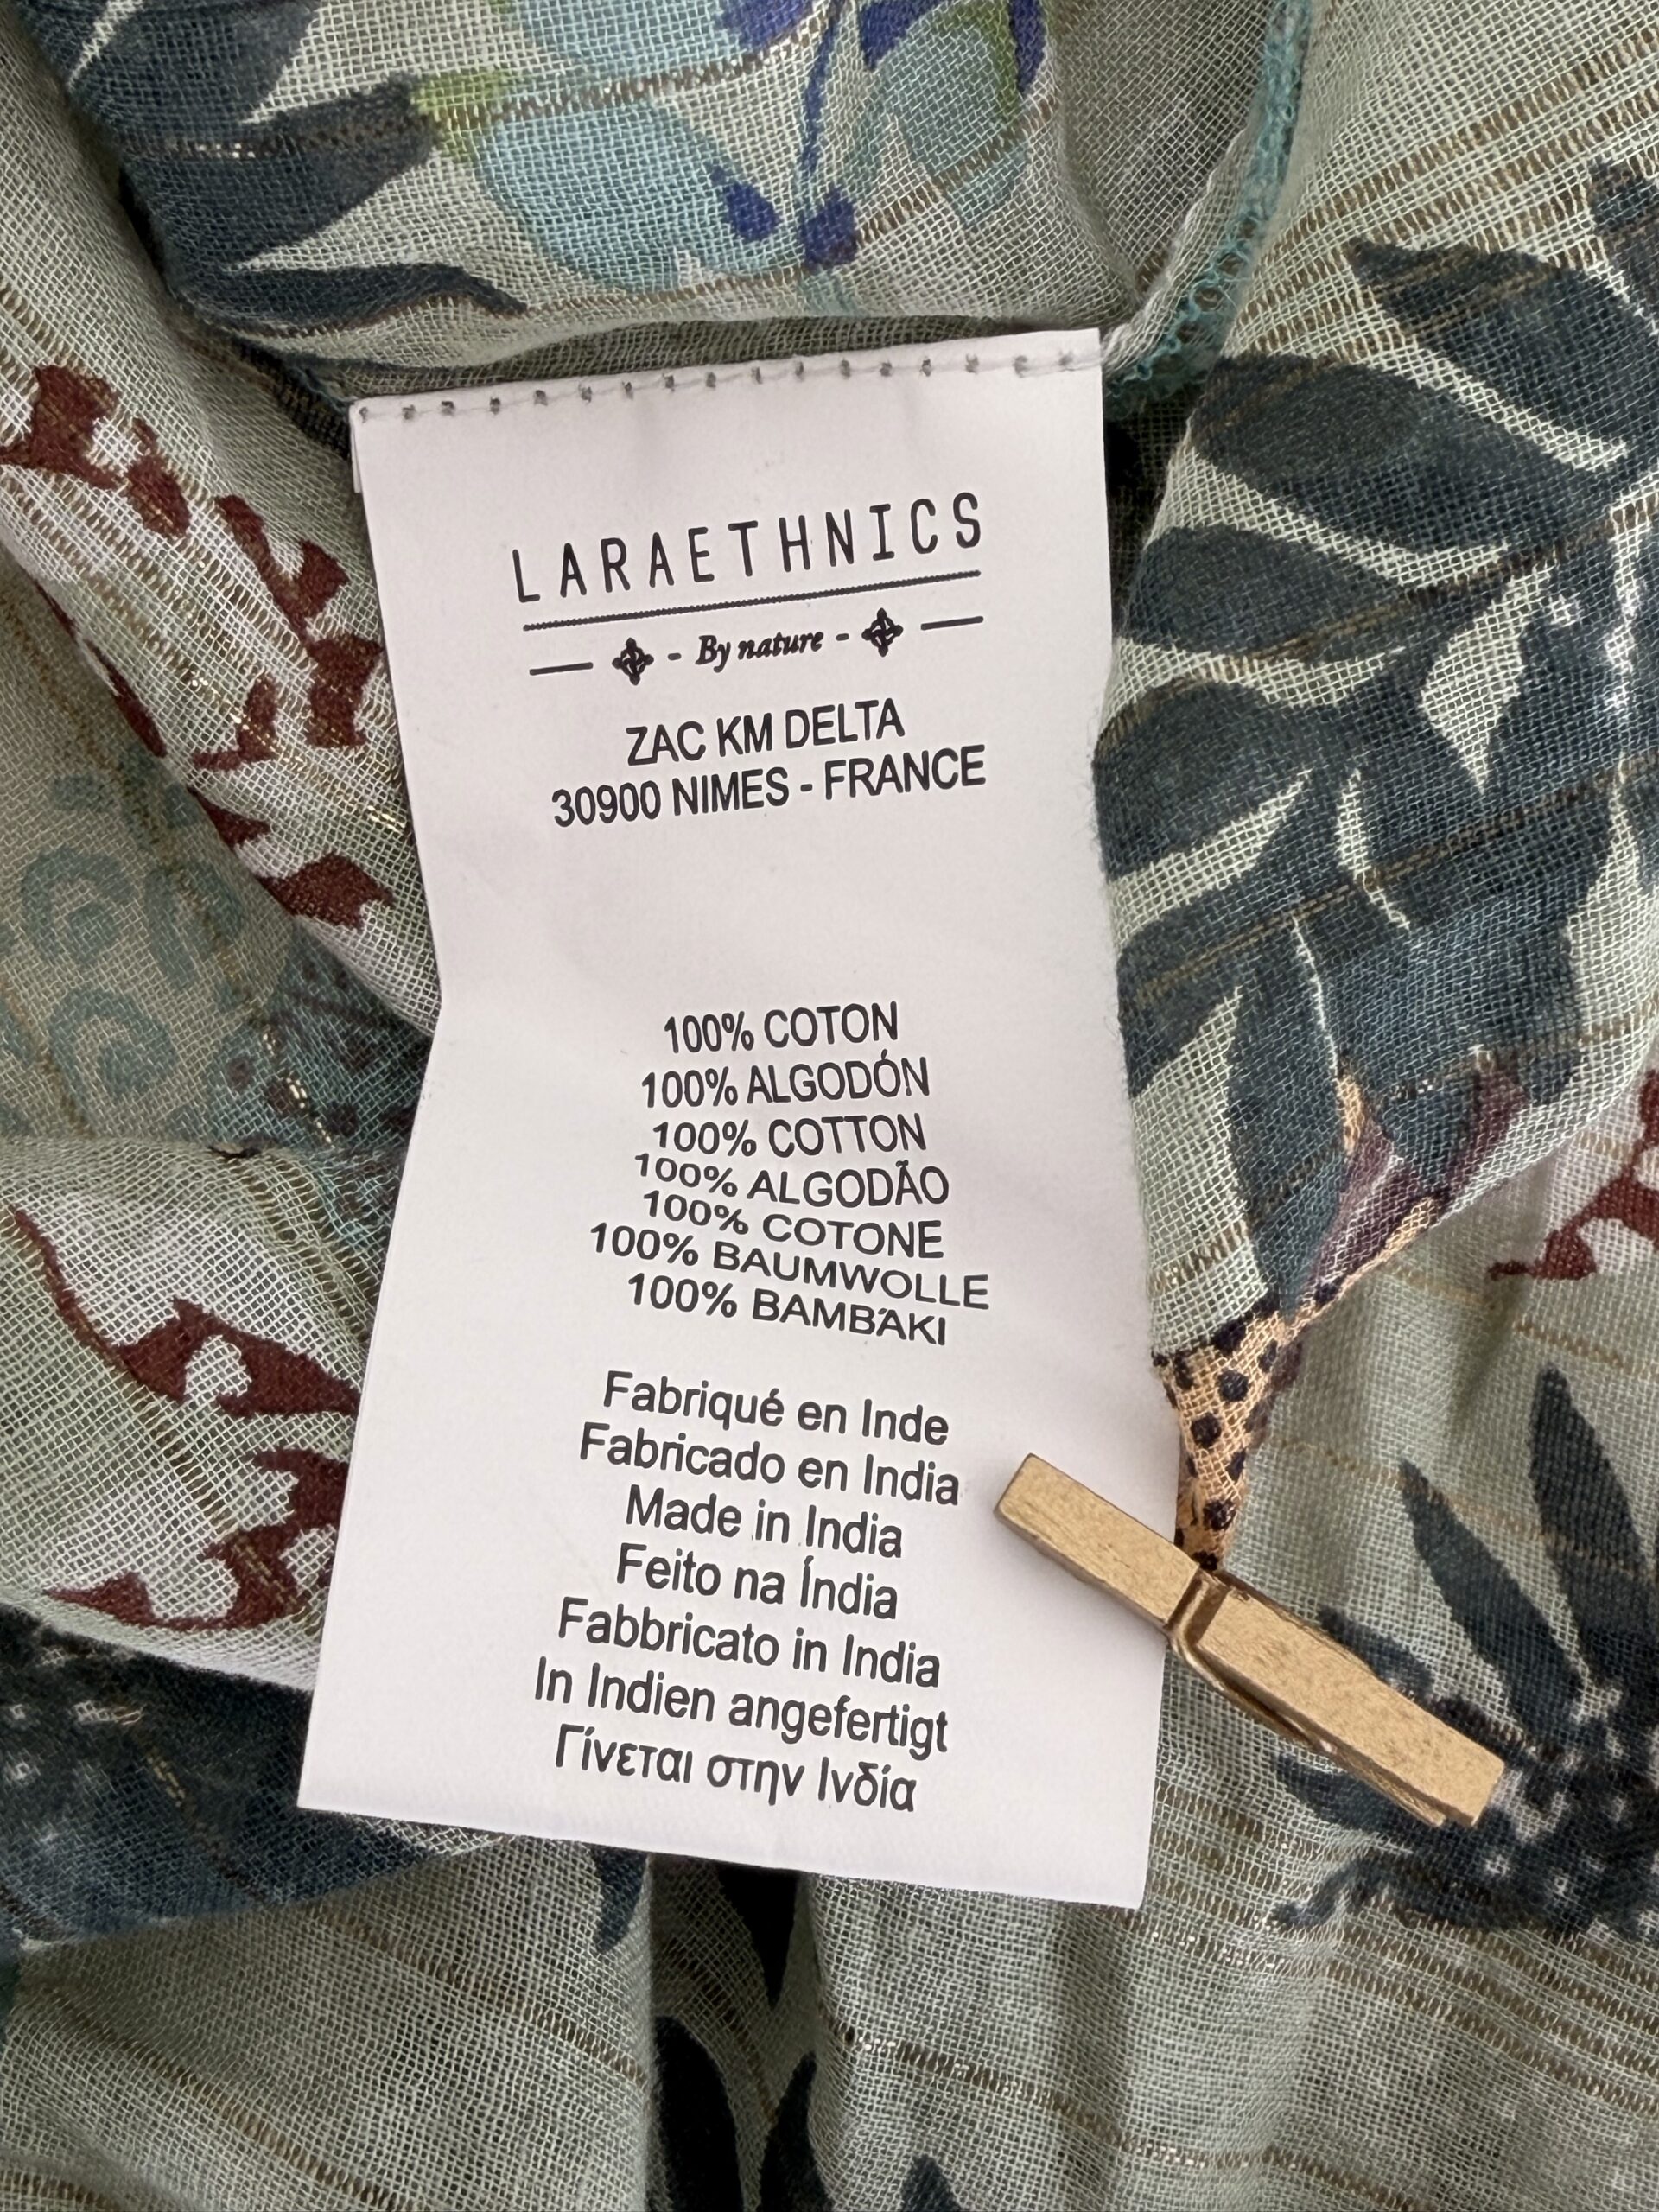 LARAETHNICS
- By nature -
ZAC KM DELTA
30900 NIMES - FRANCE
100% COTON
100% ALGODÓN
100% COTTON
100% ALGODÃO
100% COTONE
100% BAUMWOLLE
100% ΒΑΜΒΆΚΙ
Fabriqué en Inde
Fabricado en India
Made in India
Feito na Índia
Fabbricato in India
In Indien angefertigt
Γίνεται στην Ινδία